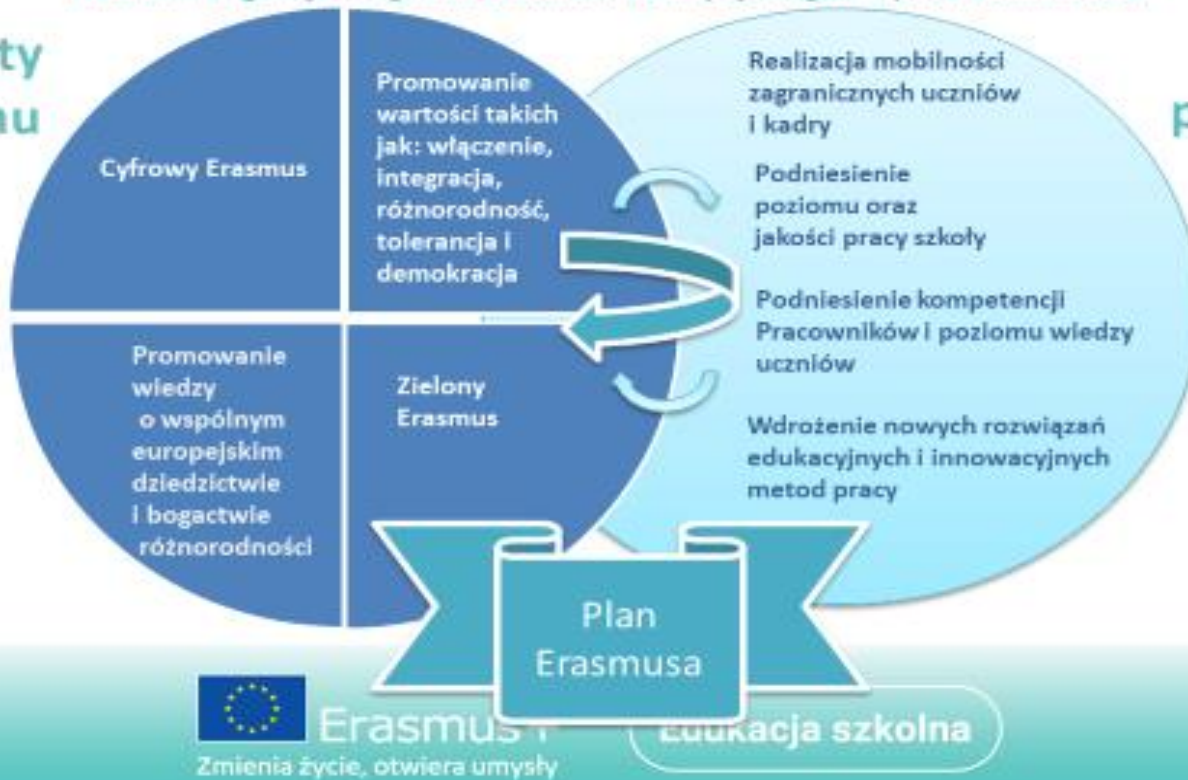 Cyfrowy Erasmus
Promowanie
wartości takich
jak: włączenie,
integracja,
różnorodność,
tolerancja i
demokracja
Promowanie
wiedzy
o wspólnym
europejskim
dziedzictwie
i bogactwie
różnorodności
Zielony
Erasmus
Realizacja mobilności
zagranicznych uczniów
i kadry
Podniesienie
poziomu oraz
jakości pracy szkoły
Podniesienie kompetencji
Pracowników i poziomu wiedzy
uczniów
Wdrożenie nowych rozwiązań
edukacyjnych i innowacyjnych
metod pracy
Plan
Erasmusa
Erasmus+
Zmienia życie, otwiera umysły
Edukacja szkolna